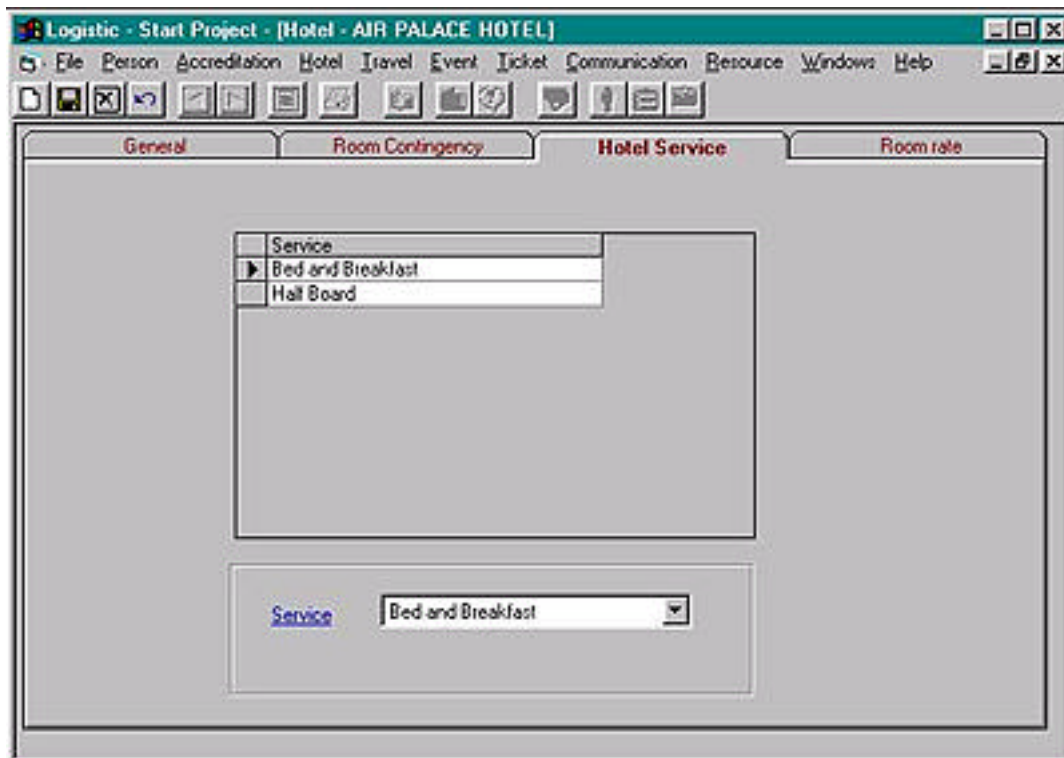 Logistic - Start Project - [Hotel - AIR PALACE HOTEL]
File Person Accreditation Hotel Travel Event Ticket Communication Resource Windows Help
General Room Contingency Hotel Service Room rate
Service
Bed and Breakfast
Half Board
Service Bed and Breakfast